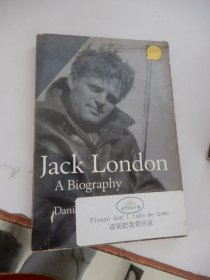 Jack London
A Biography
Dani
Please don't take me home
请别把我带回家